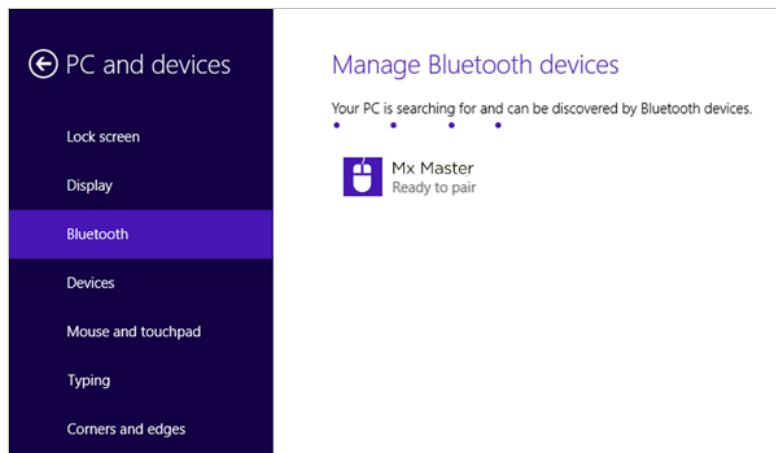 PC and devices
Lock screen
Display
Bluetooth
Devices
Mouse and touchpad
Typing
Corners and edges
Manage Bluetooth devices
Your PC is searching for and can be discovered by Bluetooth devices.
Mx Master
Ready to pair